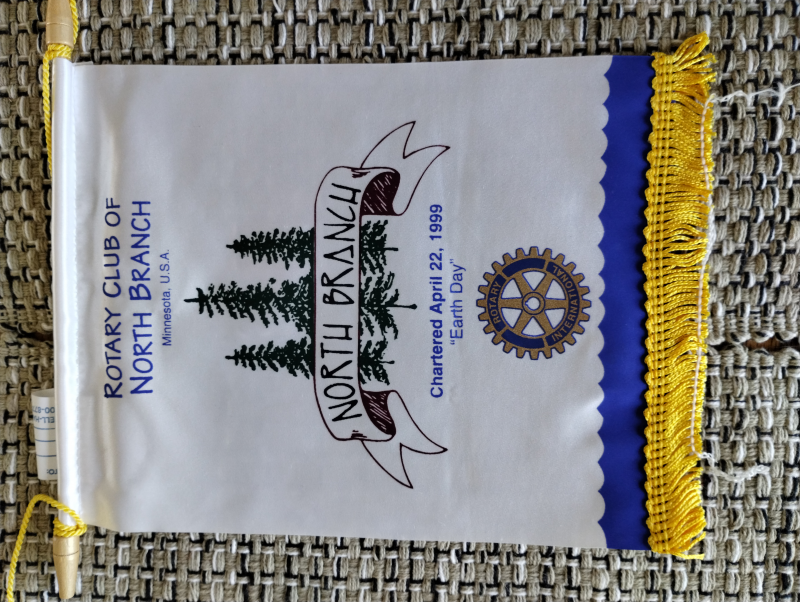 ROTARY CLUB OF
NORTH BRANCH
Minnesota, U.S.A.
NORTH BRANCH
Chartered April 22, 1999
“Earth Day”
ROTARY
INTERNATIONAL